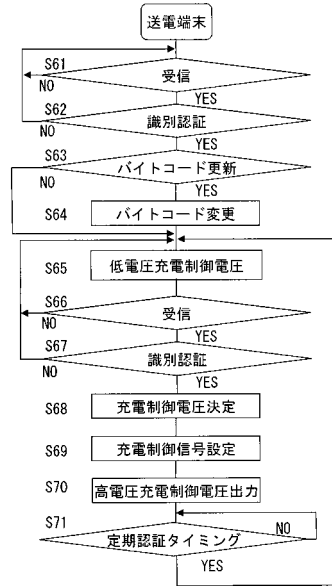 送電端末
S61
受信
NO
YES
S62
識別認証
NO
YES
S63
バイトコード更新
NO
YES
S64
バイトコード変更
S65
低電圧充電制御電圧
S66
受信
NO
YES
S67
識別認証
NO
YES
S68
充電制御電圧決定
S69
充電制御信号設定
S70
高電圧充電制御電圧出力
S71
NO
定期認証タイミング
YES